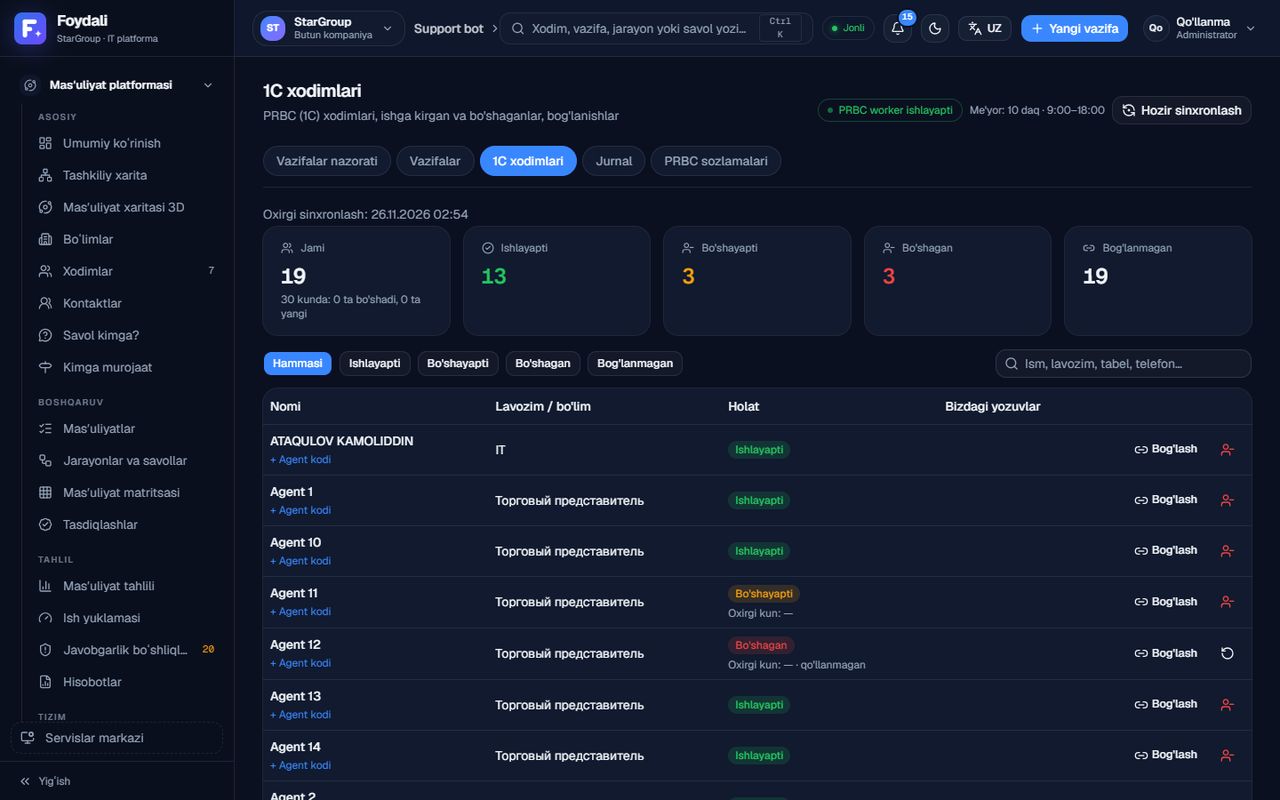 Foydali
StarGroup · IT platforma
ST
StarGroup
Butun kompaniya
Support bot
Xodim, vazifa, jarayon yoki savol yozi...
Ctrl K
Jonli
15
UZ
Yangi vazifa
Qo
Qo'llanma
Administrator
Mas'uliyat platformasi
ASOSIY
Umumiy ko'rinish
Tashkiliy xarita
Mas'uliyat xaritasi 3D
Bo'limlar
Xodimlar 7
Kontaktlar
Savol kimga?
Kimga murojaat
BOSHQARUV
Mas'uliyatlar
Jarayonlar va savollar
Mas'uliyat matritsasi
Tasdiqlashlar
TAHLIL
Mas'uliyat tahlili
Ish yuklamasi
Javobgarlik bo'shliql... 20
Hisobotlar
TIZIM
Servislar markazi
Yig'ish
1C xodimlari
PRBC (1C) xodimlari, ishga kirgan va bo'shaganlar, bog'lanishlar
PRBC worker ishlayapti
Me'yor: 10 daq · 9:00–18:00
Hozir sinxronlash
Vazifalar nazorati
Vazifalar
1C xodimlari
Jurnal
PRBC sozlamalari
Oxirgi sinxronlash: 26.11.2026 02:54
Jami
19
30 kunda: 0 ta bo'shadi, 0 ta
yangi
Ishlayapti
13
Bo'shayapti
3
Bo'shagan
3
Bog'lanmagan
19
Hammasi
Ishlayapti
Bo'shayapti
Bo'shagan
Bog'lanmagan
Ism, lavozim, tabel, telefon...
Nomi Lavozim / bo'lim Holat Bizdagi yozuvlar
ATAQULOV KAMOLIDDIN
+ Agent kodi
IT
Ishlayapti
Bog'lash
Agent 1
+ Agent kodi
Торговый представитель
Ishlayapti
Bog'lash
Agent 10
+ Agent kodi
Торговый представитель
Ishlayapti
Bog'lash
Agent 11
+ Agent kodi
Торговый представитель
Bo'shayapti
Oxirgi kun: —
Bog'lash
Agent 12
+ Agent kodi
Торговый представитель
Bo'shagan
Oxirgi kun: — · qo'llanmagan
Bog'lash
Agent 13
+ Agent kodi
Торговый представитель
Ishlayapti
Bog'lash
Agent 14
+ Agent kodi
Торговый представитель
Ishlayapti
Bog'lash
Agent 2